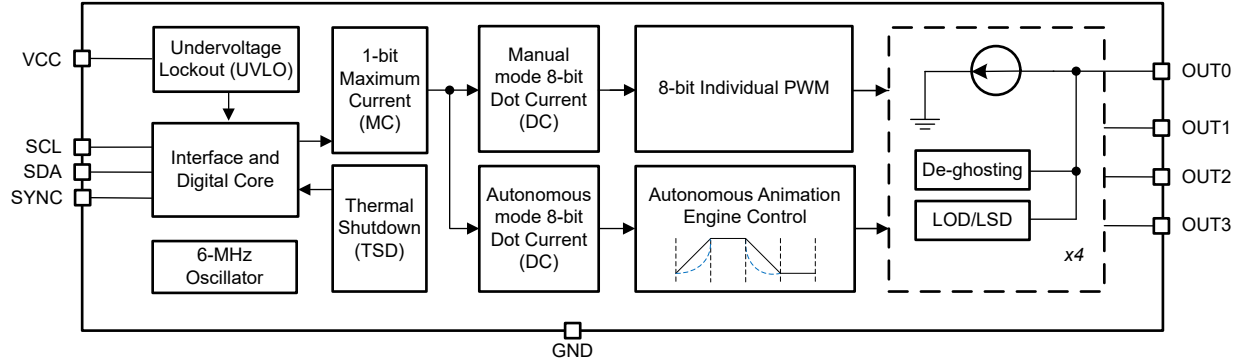 VCC
SCL
SDA
SYNC
Undervoltage
Lockout (UVLO)
Interface and
Digital Core
6-MHz
Oscillator
1-bit
Maximum
Current
(MC)
Thermal
Shutdown
(TSD)
Manual
mode 8-bit
Dot Current
(DC)
Autonomous
mode 8-bit
Dot Current
(DC)
8-bit Individual PWM
Autonomous Animation
Engine Control
De-ghosting
LOD/LSD
x4
OUT0
OUT1
OUT2
OUT3
GND